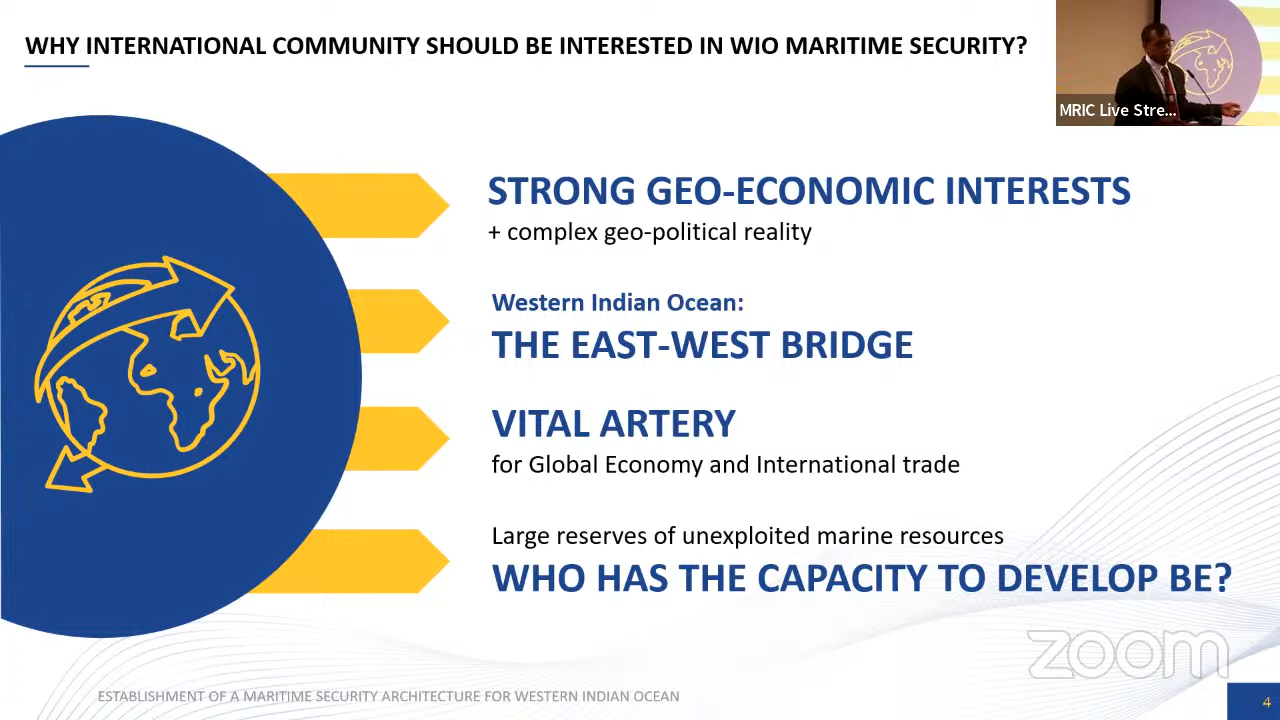 WHY INTERNATIONAL COMMUNITY SHOULD BE INTERESTED IN WIO MARITIME SECURITY?
MRIC Live Stre...
STRONG GEO-ECONOMIC INTERESTS
+ complex geo-political reality
Western Indian Ocean:
THE EAST-WEST BRIDGE
VITAL ARTERY
for Global Economy and International trade
Large reserves of unexploited marine resources
WHO HAS THE CAPACITY TO DEVELOP BE?
zoom
ESTABLISHMENT OF A MARITIME SECURITY ARCHITECTURE FOR WESTERN INDIAN OCEAN
4